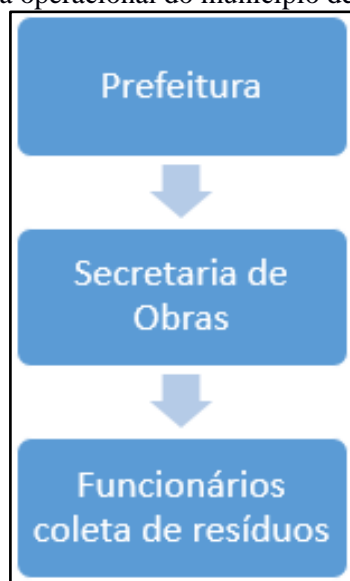 a operacional do município de
Prefeitura
Secretaria de
Obras
Funcionários
coleta de resíduos